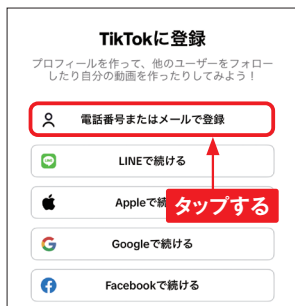 TikTokに登録
プロフィールを作って、他のユーザーをフォロー
したり自分の動画を作ったりしてみよう！
電話番号またはメールで登録
LINEで続ける
Appleで続
タップする
Googleで続ける
Facebookで続ける